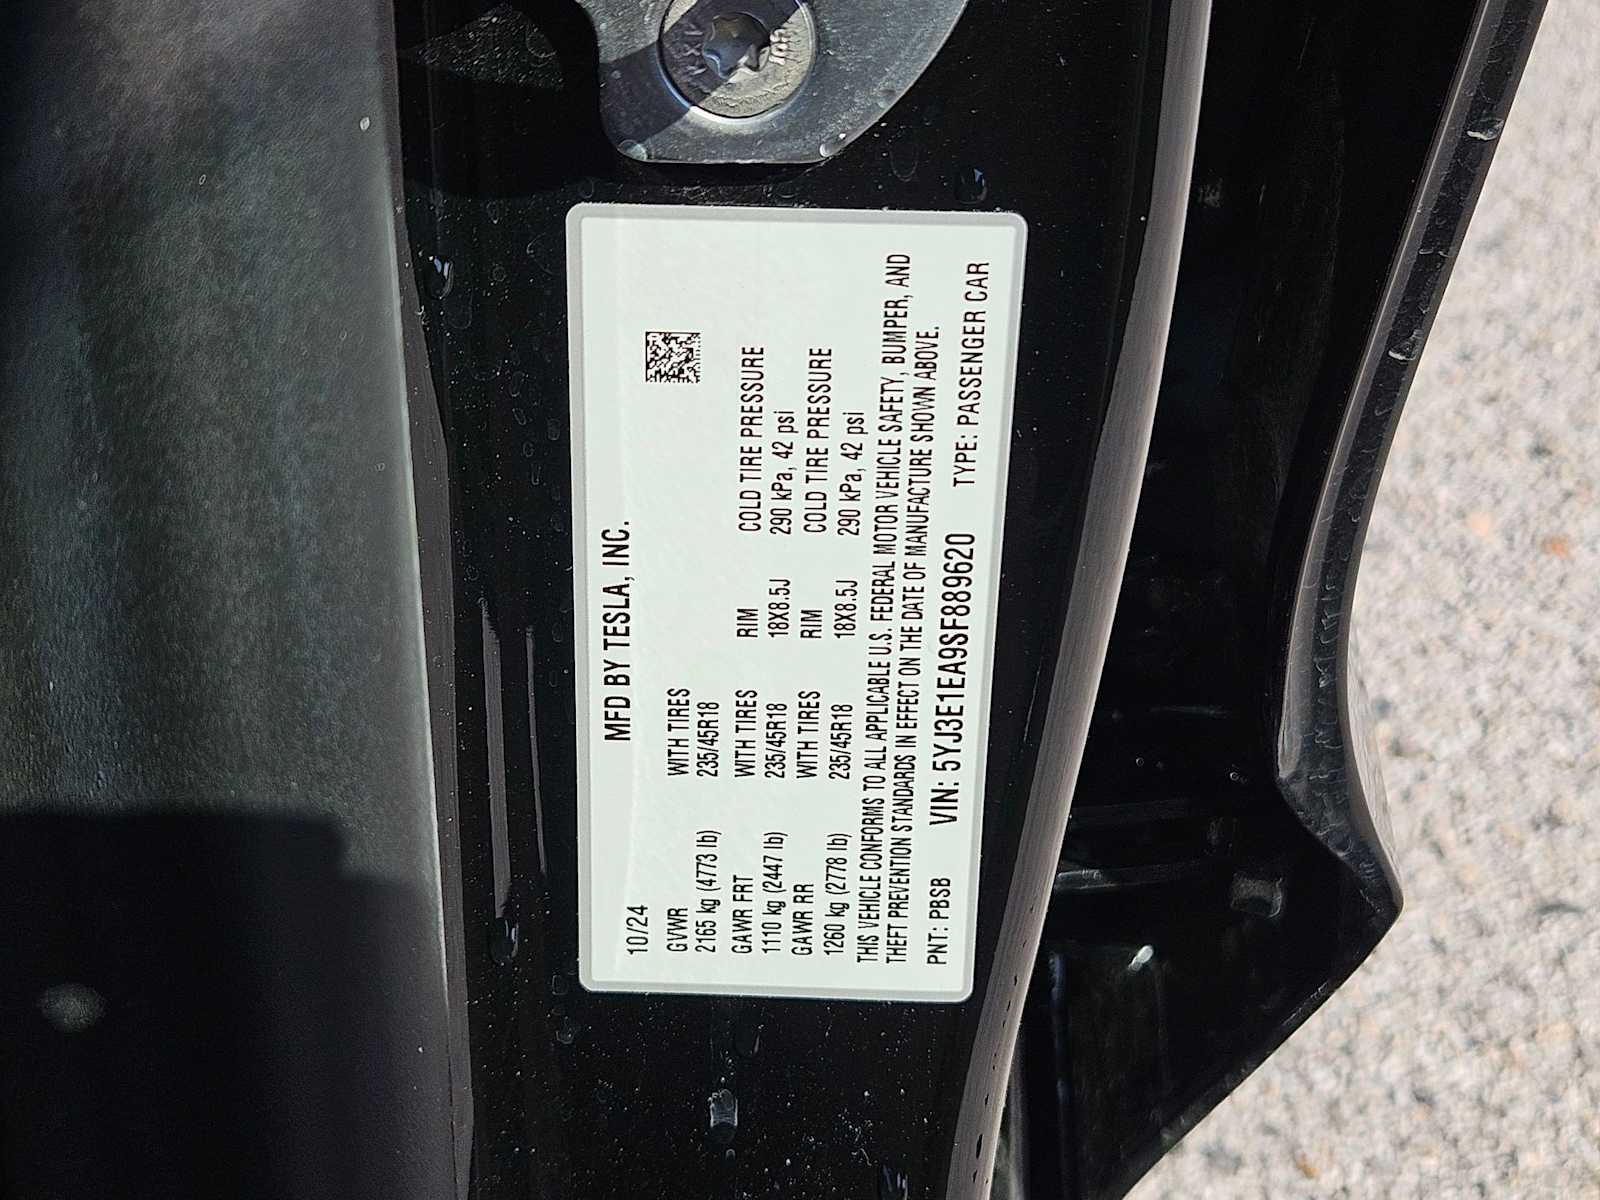 MFD BY TESLA, INC.
10/24
GVWR WITH TIRES
2165 kg (4773 lb) 235/45R18
GAWR FRT WITH TIRES RIM COLD TIRE PRESSURE
1110 kg (2447 lb) 235/45R18 18X8.5J 290 kPa, 42 psi
GAWR RR WITH TIRES RIM COLD TIRE PRESSURE
1260 kg (2778 lb) 235/45R18 18X8.5J 290 kPa, 42 psi
THIS VEHICLE CONFORMS TO ALL APPLICABLE U.S. FEDERAL MOTOR VEHICLE SAFETY, BUMPER, AND
THEFT PREVENTION STANDARDS IN EFFECT ON THE DATE OF MANUFACTURE SHOWN ABOVE.
PNT: PBSB VIN: 5YJ3E1EA9SF889620 TYPE: PASSENGER CAR